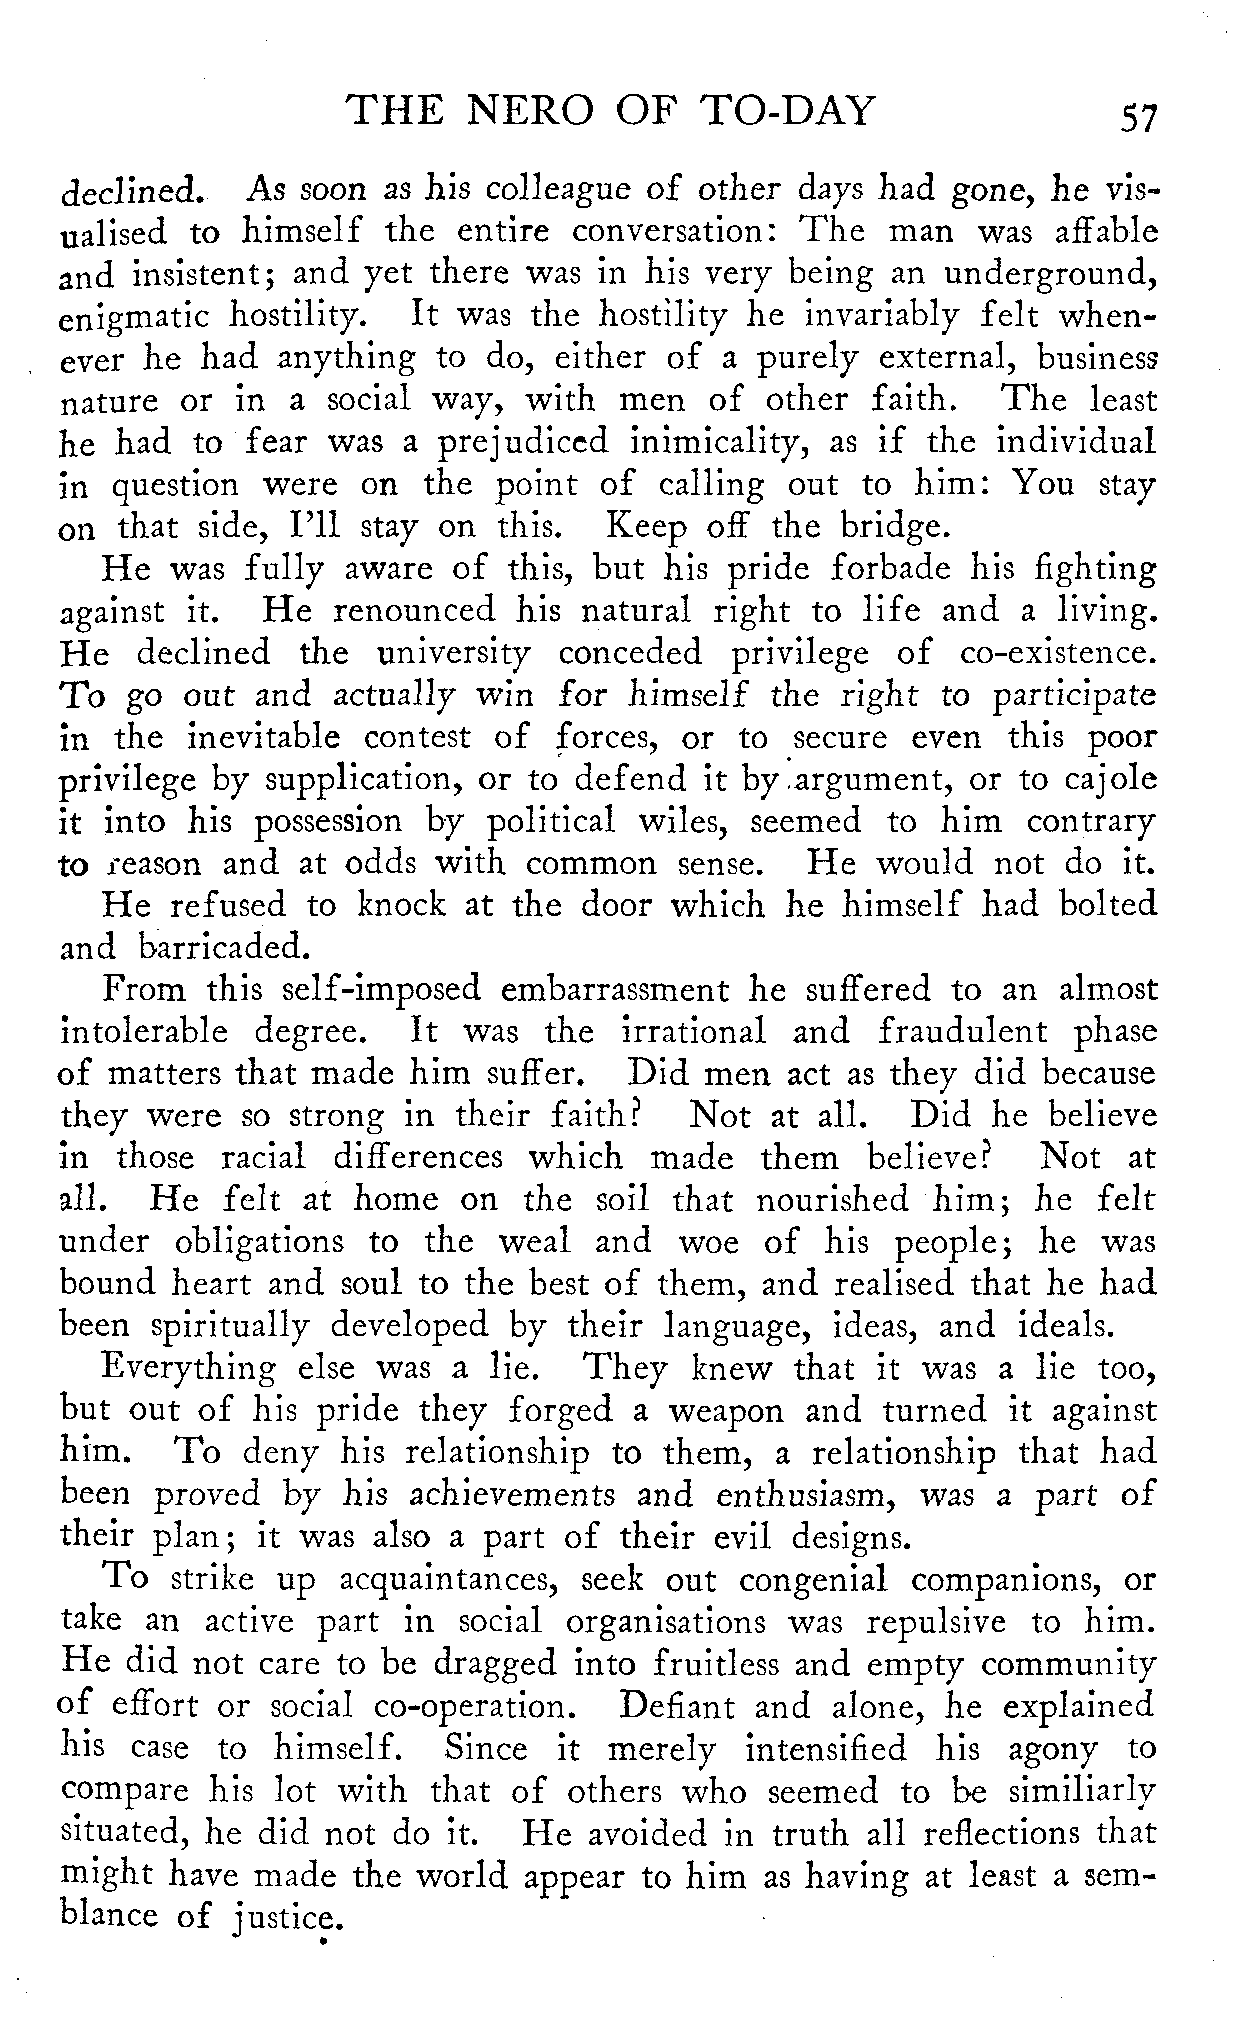 THE NERO OF TO-DAY 57
declined. As soon as his colleague of other days had gone, he vis-
ualised to himself the entire conversation: The man was affable
and insistent; and yet there was in his very being an underground,
enigmatic hostility. It was the hostility he invariably felt when-
ever he had anything to do, either of a purely external, business
nature or in a social way, with men of other faith. The least
he had to fear was a prejudiced inimicality, as if the individual
in question were on the point of calling out to him: You stay
on that side, I'll stay on this. Keep off the bridge.
He was fully aware of this, but his pride forbade his fighting
against it. He renounced his natural right to life and a living.
He declined the university conceded privilege of co-existence.
To go out and actually win for himself the right to participate
in the inevitable contest of forces, or to secure even this poor
privilege by supplication, or to defend it by argument, or to cajole
it into his possession by political wiles, seemed to him contrary
to reason and at odds with common sense. He would not do it.
He refused to knock at the door which he himself had bolted
and barricaded.
From this self-imposed embarrassment he suffered to an almost
intolerable degree. It was the irrational and fraudulent phase
of matters that made him suffer. Did men act as they did because
they were so strong in their faith? Not at all. Did he believe
in those racial differences which made them believe? Not at
all. He felt at home on the soil that nourished him; he felt
under obligations to the weal and woe of his people; he was
bound heart and soul to the best of them, and realised that he had
been spiritually developed by their language, ideas, and ideals.
Everything else was a lie. They knew that it was a lie too,
but out of his pride they forged a weapon and turned it against
him. To deny his relationship to them, a relationship that had
been proved by his achievements and enthusiasm, was a part of
their plan; it was also a part of their evil designs.
To strike up acquaintances, seek out congenial companions, or
take an active part in social organisations was repulsive to him.
He did not care to be dragged into fruitless and empty community
of effort or social co-operation. Defiant and alone, he explained
his case to himself. Since it merely intensified his agony to
compare his lot with that of others who seemed to be similiarly
situated, he did not do it. He avoided in truth all reflections that
might have made the world appear to him as having at least a sem-
blance of justice.